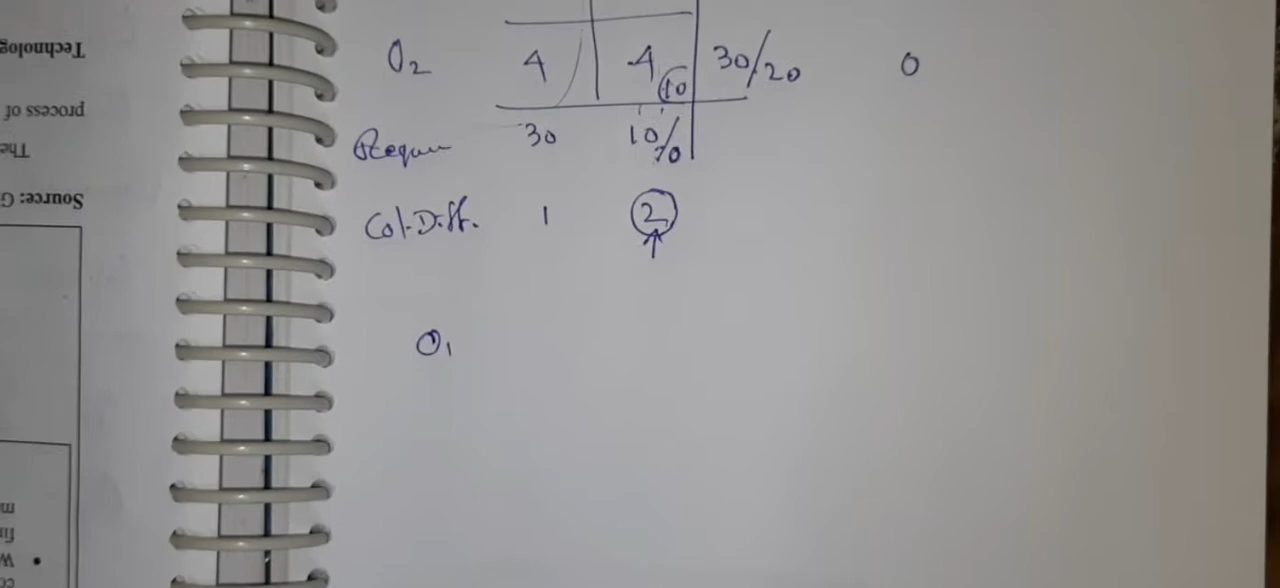 O2 4 4 10 30/20 0
Requ 30 10/0
Col. Diff. 1 2
O1
Technolog
process of
The
Source: G